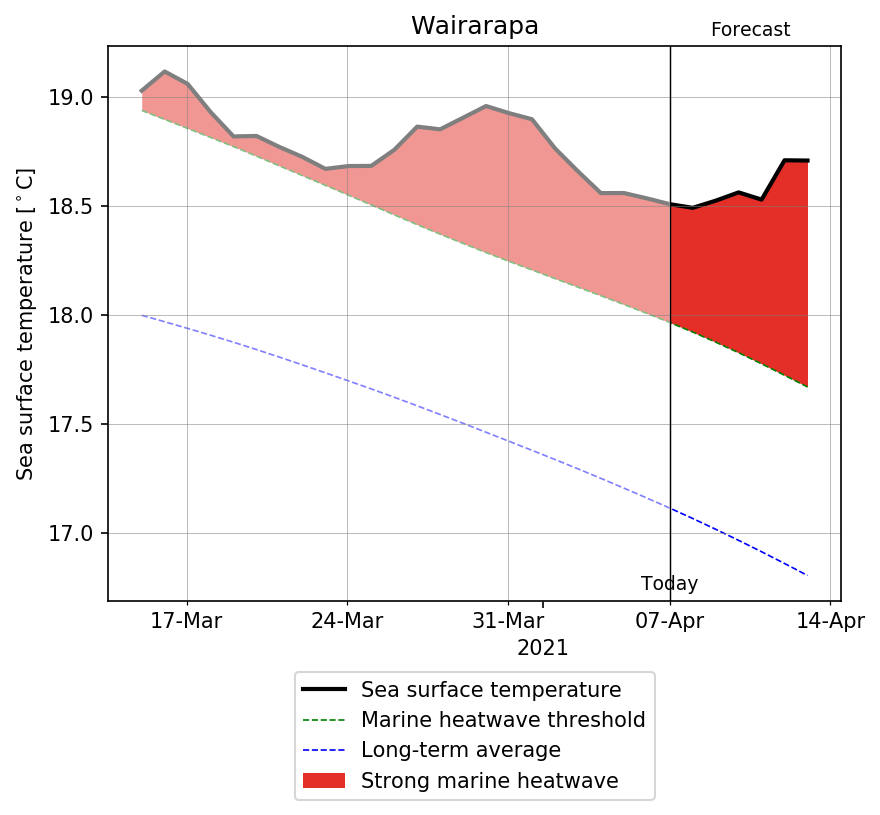 Wairarapa
Forecast
Sea surface temperature [°C]
19.0
18.5
18.0
17.5
17.0
Today
17-Mar
24-Mar
31-Mar
07-Apr
14-Apr
2021
Sea surface temperature
Marine heatwave threshold
Long-term average
Strong marine heatwave